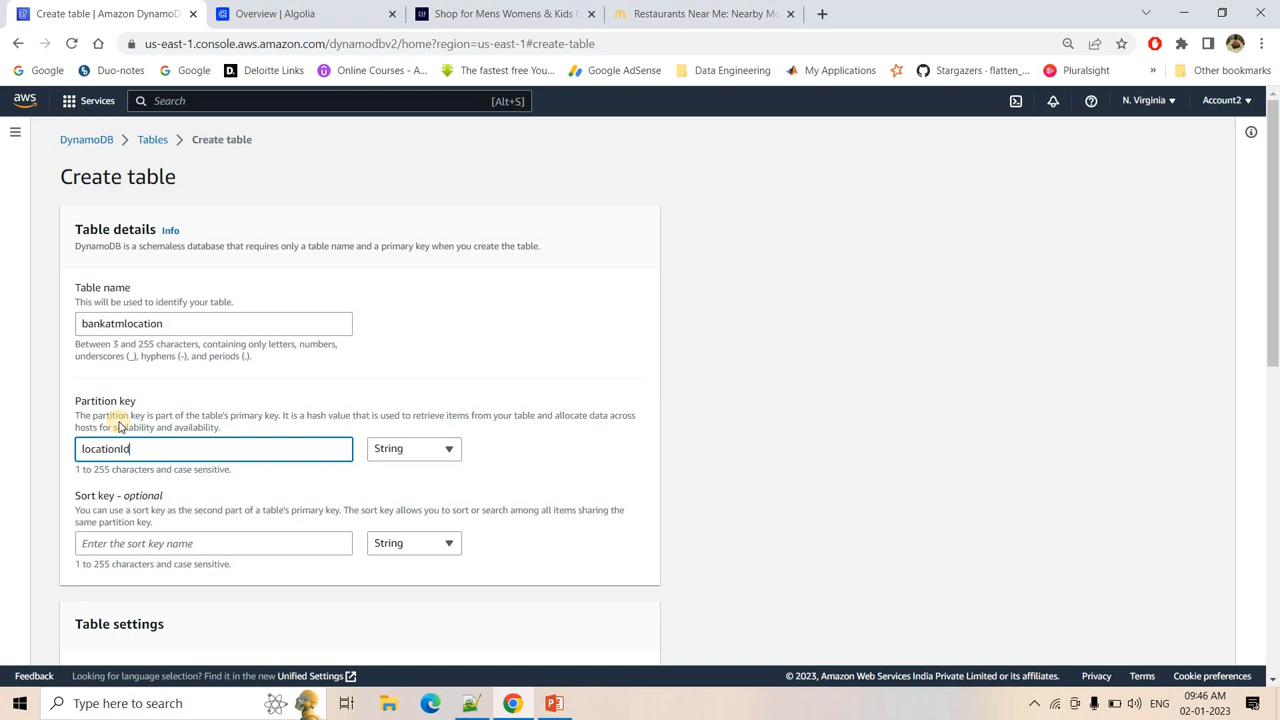 Create table | Amazon DynamoD
Overview | Algolia
Shop for Mens Womens & Kids C
Restaurants Near Me: Nearby Mc
us-east-1.console.aws.amazon.com/dynamodbv2/home?region=us-east-1#create-table
Google
Duo-notes
Google
Deloitte Links
Online Courses - A...
The fastest free You...
Google AdSense
Data Engineering
My Applications
Stargazers · flatten_...
Pluralsight
»
Other bookmarks
aws
Services
Search
[Alt+S]
N. Virginia
Account2
DynamoDB
Tables
Create table
Create table
Table details Info
DynamoDB is a schemaless database that requires only a table name and a primary key when you create the table.
Table name
This will be used to identify your table.
bankatmlocation
Between 3 and 255 characters, containing only letters, numbers,
underscores (_), hyphens (-), and periods (.).
Partition key
The partition key is part of the table's primary key. It is a hash value that is used to retrieve items from your table and allocate data across
hosts for scalability and availability.
locationId
String
1 to 255 characters and case sensitive.
Sort key - optional
You can use a sort key as the second part of a table's primary key. The sort key allows you to sort or search among all items sharing the
same partition key.
Enter the sort key name
String
1 to 255 characters and case sensitive.
Table settings
Feedback
Looking for language selection? Find it in the new Unified Settings
© 2023, Amazon Web Services India Private Limited or its affiliates.
Privacy
Terms
Cookie preferences
Type here to search
ENG
09:46 AM
02-01-2023